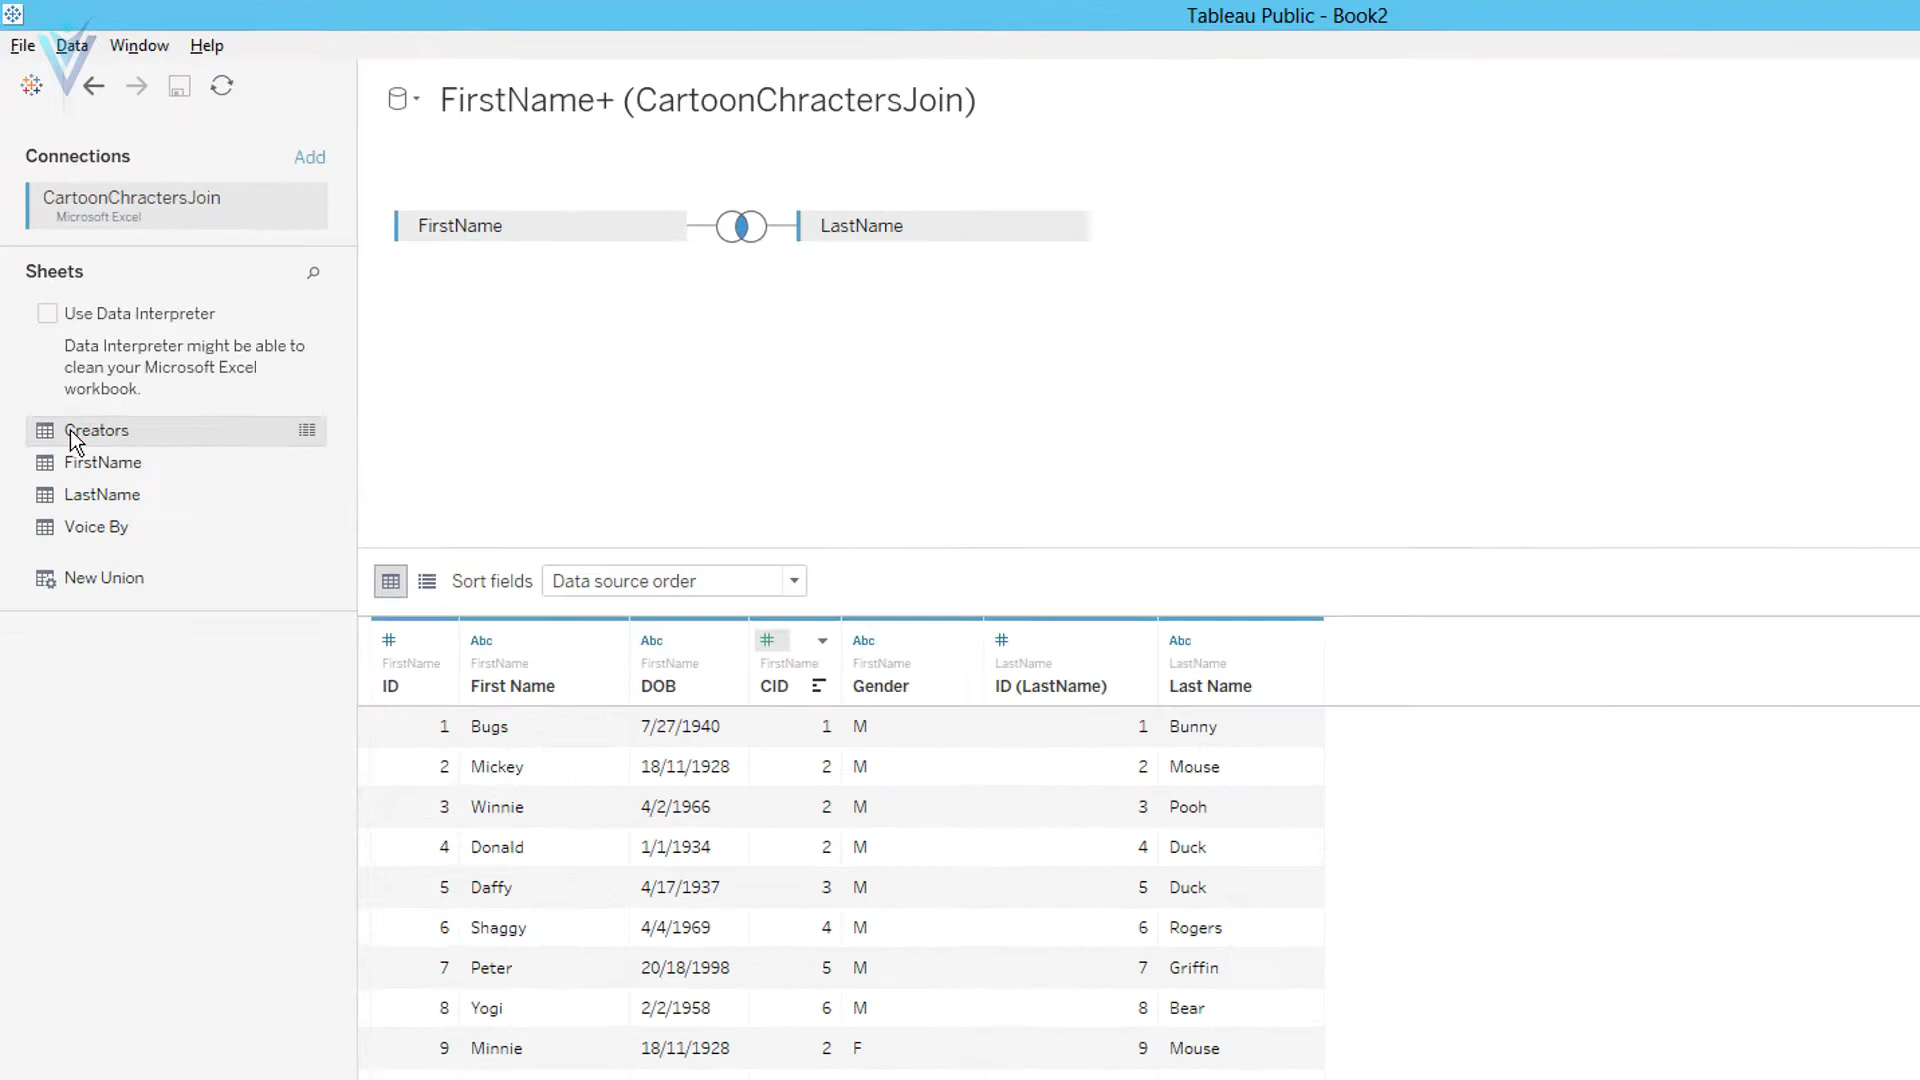 Tableau Public - Book2
File Data Window Help
Connections Add
CartoonChractersJoin
Microsoft Excel
Sheets
Use Data Interpreter
Data Interpreter might be able to
clean your Microsoft Excel
workbook.
Creators
FirstName
LastName
Voice By
New Union
FirstName+ (CartoonChractersJoin)
FirstName LastName
Sort fields Data source order
# Abc Abc # Abc # Abc
FirstName FirstName FirstName FirstName FirstName LastName LastName
ID First Name DOB CID Gender ID (LastName) Last Name
1 Bugs 7/27/1940 1 M 1 Bunny
2 Mickey 18/11/1928 2 M 2 Mouse
3 Winnie 4/2/1966 2 M 3 Pooh
4 Donald 1/1/1934 2 M 4 Duck
5 Daffy 4/17/1937 3 M 5 Duck
6 Shaggy 4/4/1969 4 M 6 Rogers
7 Peter 20/18/1998 5 M 7 Griffin
8 Yogi 2/2/1958 6 M 8 Bear
9 Minnie 18/11/1928 2 F 9 Mouse